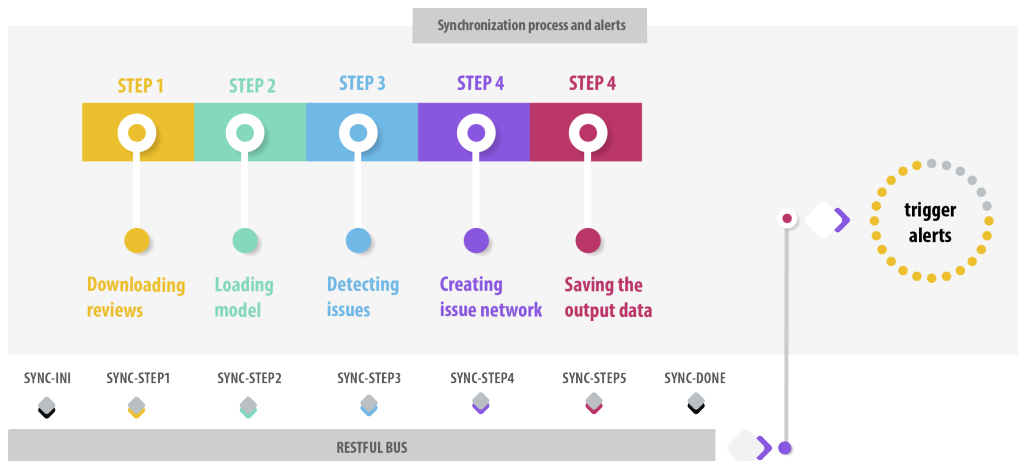 Synchronization process and alerts
STEP 1
STEP 2
STEP 3
STEP 4
STEP 4
Downloading
reviews
Loading
model
Detecting
issues
Creating
issue network
Saving the
output data
trigger
alerts
SYNC-INI
SYNC-STEP1
SYNC-STEP2
SYNC-STEP3
SYNC-STEP4
SYNC-STEP5
SYNC-DONE
RESTFUL BUS